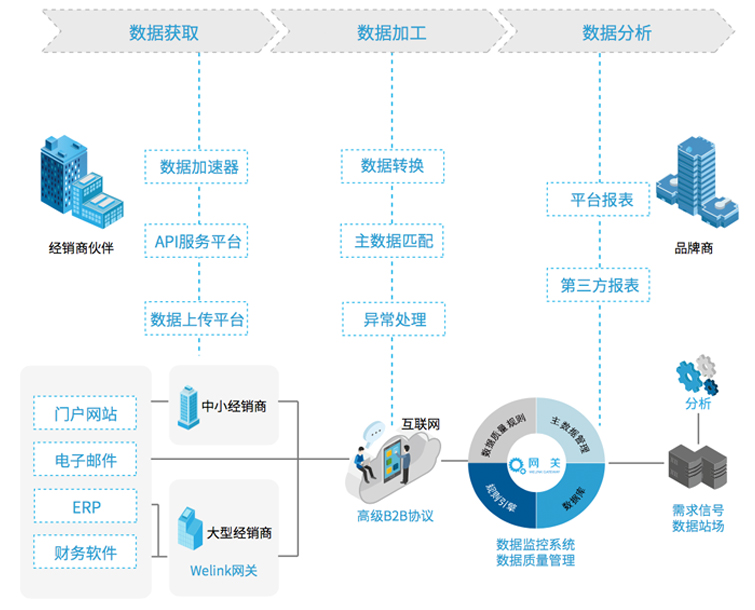 数据获取
数据加工
数据分析
数据加速器
数据转换
平台报表
经销商伙伴
API服务平台
主数据匹配
品牌商
第三方报表
数据上传平台
异常处理
门户网站
中小经销商
互联网
数据质量规则
主数据管理
分析
电子邮件
网 关
ERP
规则引擎
数据库
大型经销商
高级B2B协议
需求信号
数据站场
财务软件
Welink网关
数据监控系统
数据质量管理